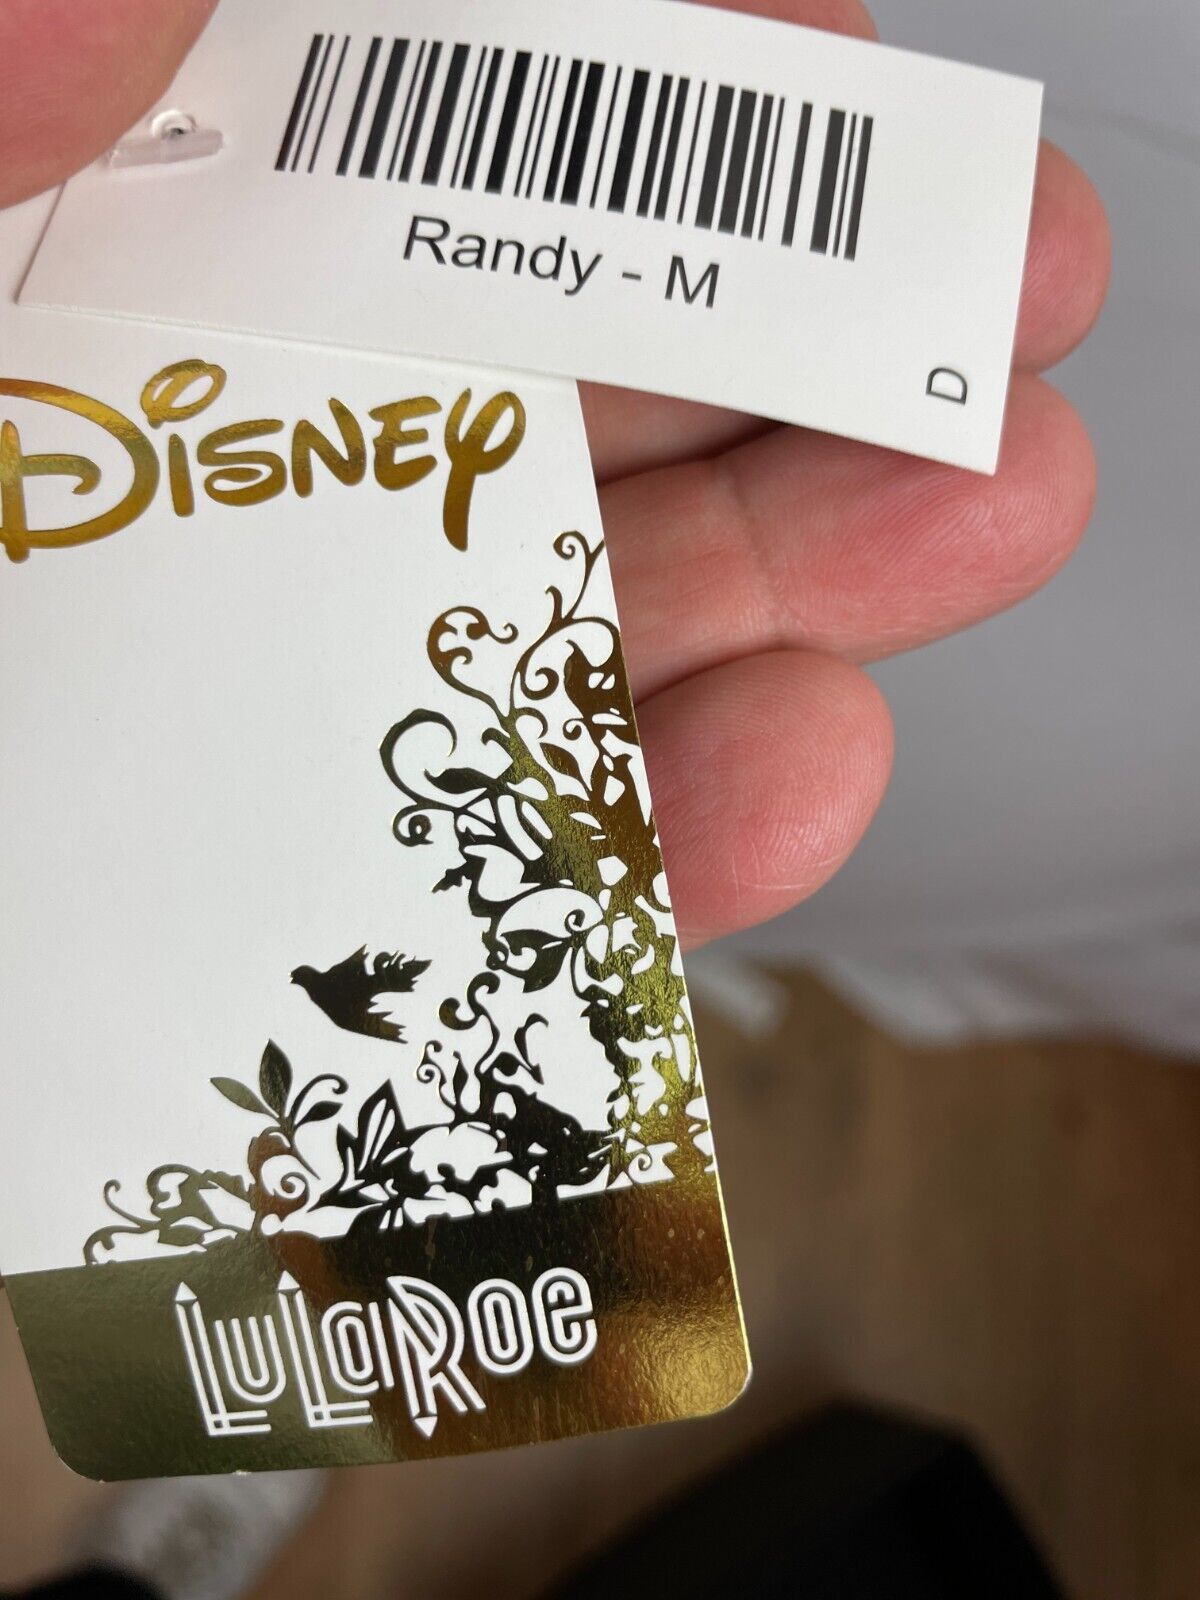 Randy - M
D
Disney
LuLaRoe